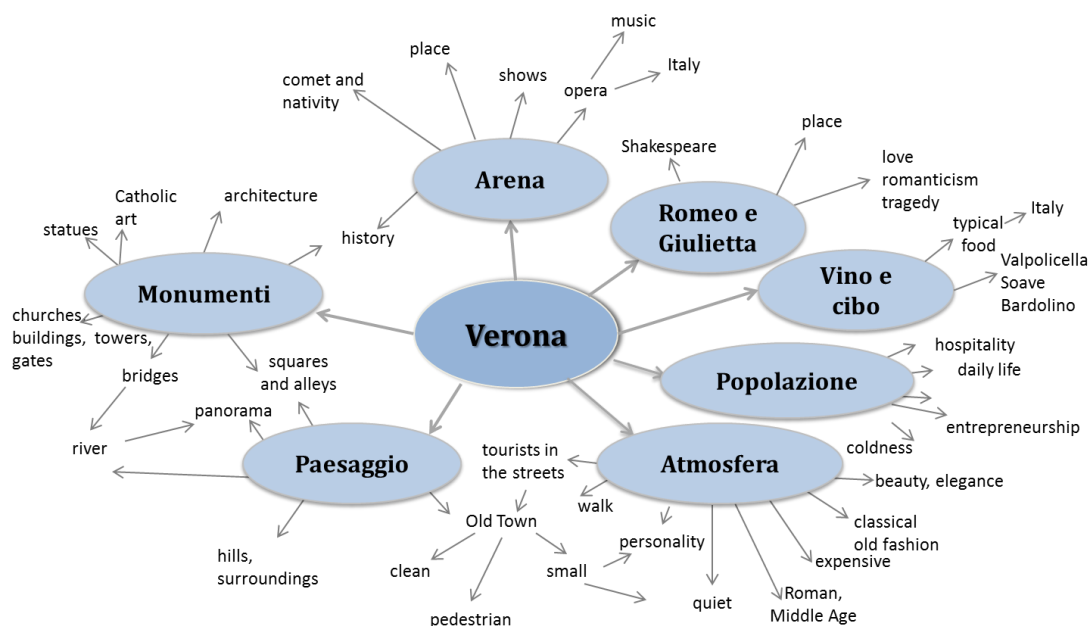 music
place
Italy
shows
comet and
nativity
opera
place
Shakespeare
Arena
love
romanticism
tragedy
Catholic
art
architecture
Romeo e
Giulietta
Italy
typical
food
statues
history
Valpolicella
Soave
Bardolino
Monumenti
Vino e
cibo
churches,
buildings, towers,
gates
Verona
hospitality
daily life
squares
and alleys
bridges
Popolazione
panorama
entrepreneurship
river
coldness
tourists in
the streets
Paesaggio
Atmosfera
beauty, elegance
walk
Old Town
classical
old fashion
personality
hills,
surroundings
expensive
clean
small
quiet
Roman,
Middle Age
pedestrian